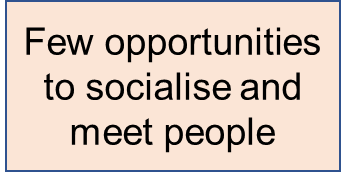 Few opportunities
to socialise and
meet people